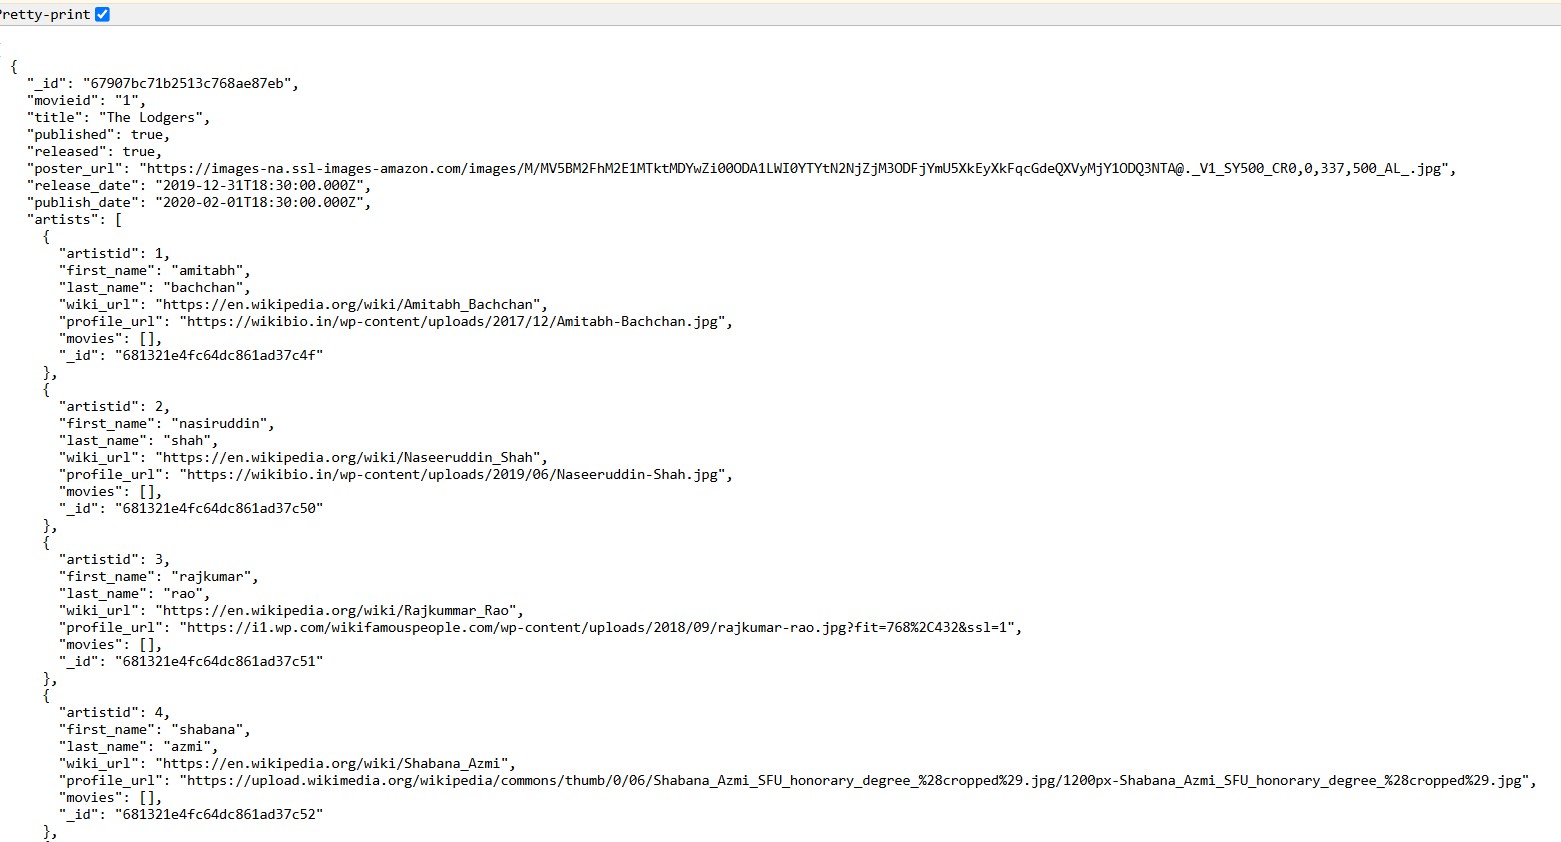 Pretty-print
{
"_id": "67907bc71b2513c768ae87eb",
"movieid": "1",
"title": "The Lodgers",
"published": true,
"released": true,
"poster_url": "https://images-na.ssl-images-amazon.com/images/M/MV5BM2FhM2E1MTktMDYwZi00ODA1LWI0YTYtN2NjZjM3ODFjYmU5XkEyXkFqcGdeQXVyMjY1ODQ3NTA@._V1_SY500_CR0,0,337,500_AL_.jpg",
"release_date": "2019-12-31T18:30:00.000Z",
"publish_date": "2020-02-01T18:30:00.000Z",
"artists": [
{
"artistid": 1,
"first_name": "amitabh",
"last_name": "bachchan",
"wiki_url": "https://en.wikipedia.org/wiki/Amitabh_Bachchan",
"profile_url": "https://wikibio.in/wp-content/uploads/2017/12/Amitabh-Bachchan.jpg",
"movies": [],
"_id": "681321e4fc64dc861ad37c4f"
},
{
"artistid": 2,
"first_name": "nasiruddin",
"last_name": "shah",
"wiki_url": "https://en.wikipedia.org/wiki/Naseeruddin_Shah",
"profile_url": "https://wikibio.in/wp-content/uploads/2019/06/Naseeruddin-Shah.jpg",
"movies": [],
"_id": "681321e4fc64dc861ad37c50"
},
{
"artistid": 3,
"first_name": "rajkumar",
"last_name": "rao",
"wiki_url": "https://en.wikipedia.org/wiki/Rajkummar_Rao",
"profile_url": "https://i1.wp.com/wikifamouspeople.com/wp-content/uploads/2018/09/rajkumar-rao.jpg?fit=768%2C432&ssl=1",
"movies": [],
"_id": "681321e4fc64dc861ad37c51"
},
{
"artistid": 4,
"first_name": "shabana",
"last_name": "azmi",
"wiki_url": "https://en.wikipedia.org/wiki/Shabana_Azmi",
"profile_url": "https://upload.wikimedia.org/wikipedia/commons/thumb/0/06/Shabana_Azmi_SFU_honorary_degree_%28cropped%29.jpg/1200px-Shabana_Azmi_SFU_honorary_degree_%28cropped%29.jpg",
"movies": [],
"_id": "681321e4fc64dc861ad37c52"
},